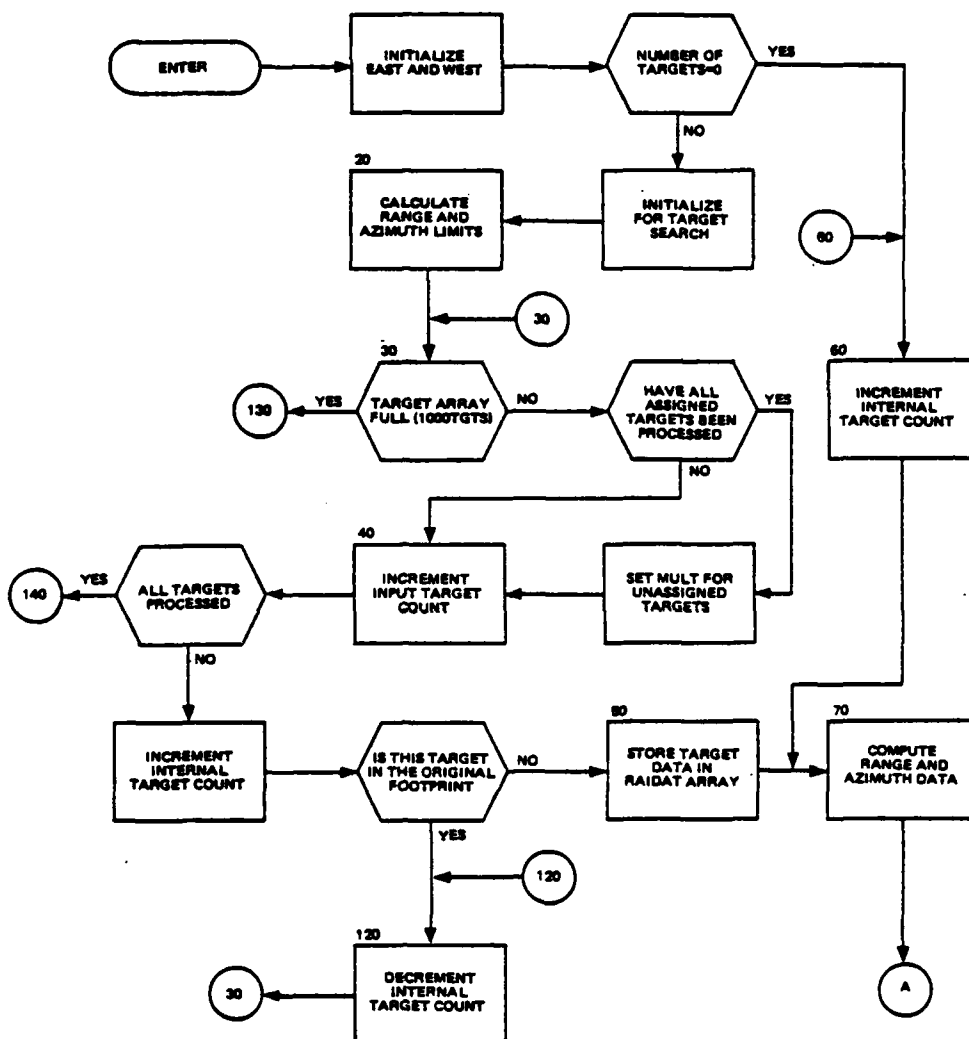 ENTER
INITIALIZE
EAST AND WEST
NUMBER OF
TARGETS=0
YES
NO
20
CALCULATE
RANGE AND
AZIMUTH LIMITS
INITIALIZE
FOR TARGET
SEARCH
60
30
30
TARGET ARRAY
FULL (1000TGTS)
YES
130
NO
HAVE ALL
ASSIGNED
TARGETS BEEN
PROCESSED
YES
NO
60
INCREMENT
INTERNAL
TARGET COUNT
140
YES
ALL TARGETS
PROCESSED
NO
40
INCREMENT
INPUT TARGET
COUNT
SET MULT FOR
UNASSIGNED
TARGETS
INCREMENT
INTERNAL
TARGET COUNT
IS THIS TARGET
IN THE ORIGINAL
FOOTPRINT
NO
YES
STORE TARGET
DATA IN
RAIDAT ARRAY
70
COMPUTE
RANGE AND
AZIMUTH DATA
120
120
DECREMENT
INTERNAL
TARGET COUNT
30
A